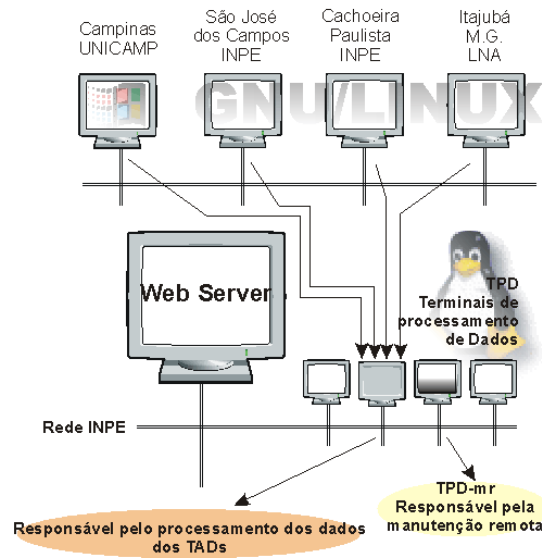 Campinas
UNICAMP
São José
dos Campos
INPE
Cachoeira
Paulista
INPE
Itajubá
M.G.
LNA
GNU/LINUX
Web Server
TPD
Terminais de
processamento
de Dados
Rede INPE
TPD-mr
Responsável pela
manutenção remota
Responsável pelo processamento dos dados
dos TADs